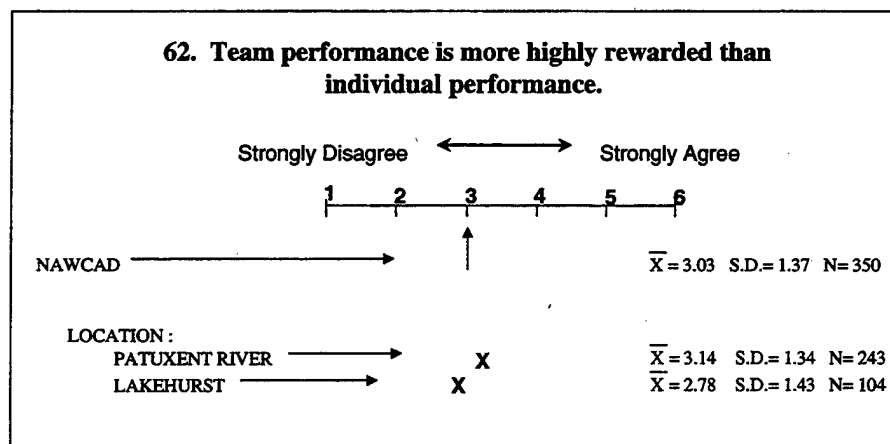 62. Team performance is more highly rewarded than
individual performance.
Strongly Disagree Strongly Agree
1 2 3 4 5 6
NAWCAD X̅ = 3.03 S.D.= 1.37 N=350
LOCATION :
PATUXENT RIVER X X̅ = 3.14 S.D.= 1.34 N=243
LAKEHURST X X̅ = 2.78 S.D.= 1.43 N=104